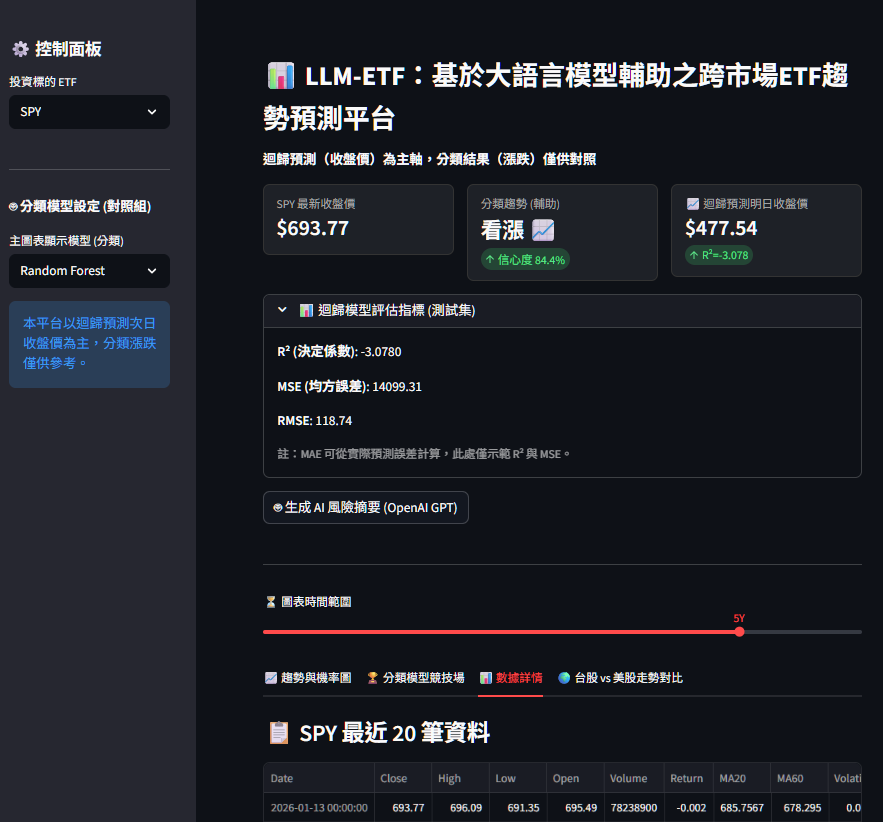 控制面板
投資標的 ETF
SPY
分類模型設定 (對照組)
主圖表顯示模型 (分類)
Random Forest
本平台以迴歸預測次日
收盤價為主，分類漲跌
僅供參考。
LLM-ETF：基於大語言模型輔助之跨市場ETF趨
勢預測平台
迴歸預測（收盤價）為主軸，分類結果（漲跌）僅供對照
SPY 最新收盤價
$693.77
分類趨勢 (輔助)
看漲
↑ 信心度 84.4%
迴歸預測明日收盤價
$477.54
↑ R²=-3.078
迴歸模型評估指標 (測試集)
R² (決定係數): -3.0780
MSE (均方誤差): 14099.31
RMSE: 118.74
註：MAE 可從實際預測誤差計算，此處僅示範 R² 與 MSE。
生成 AI 風險摘要 (OpenAI GPT)
圖表時間範圍
5Y
趨勢與機率圖 分類模型競技場 數據詳情 台股 vs 美股走勢對比
SPY 最近 20 筆資料
Date Close High Low Open Volume Return MA20 MA60 Volati
2026-01-13 00:00:00 693.77 696.09 691.35 695.49 78238900 -0.002 685.7567 678.295 0.0